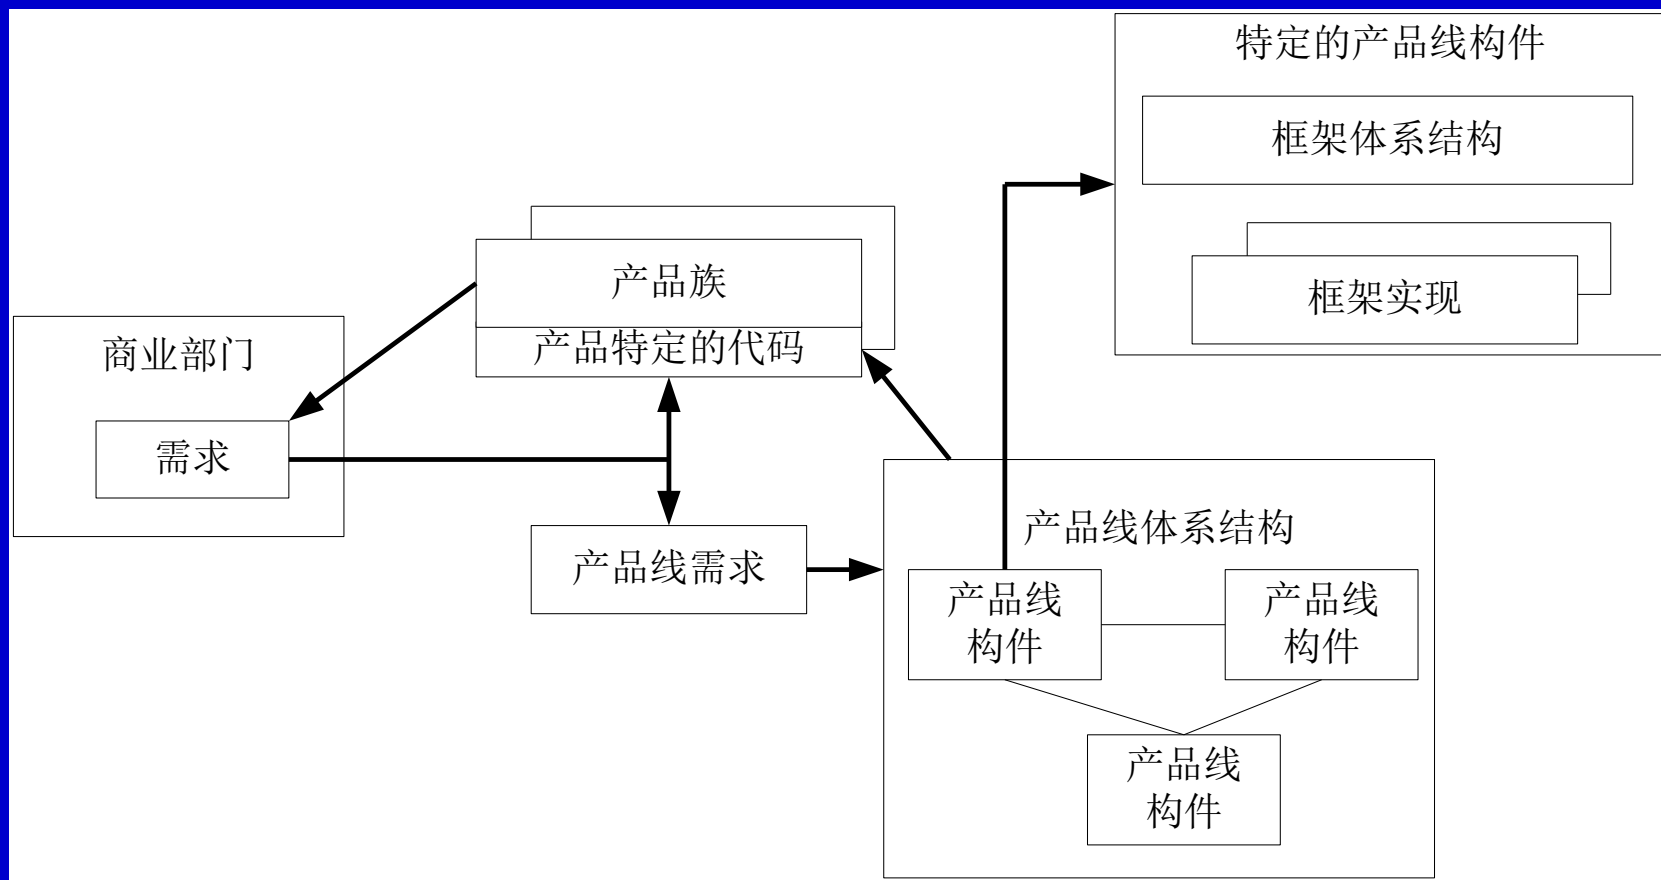 特定的产品线构件
框架体系结构
框架实现
产品族
产品特定的代码
商业部门
需求
产品线需求
产品线体系结构
产品线
构件
产品线
构件
产品线
构件